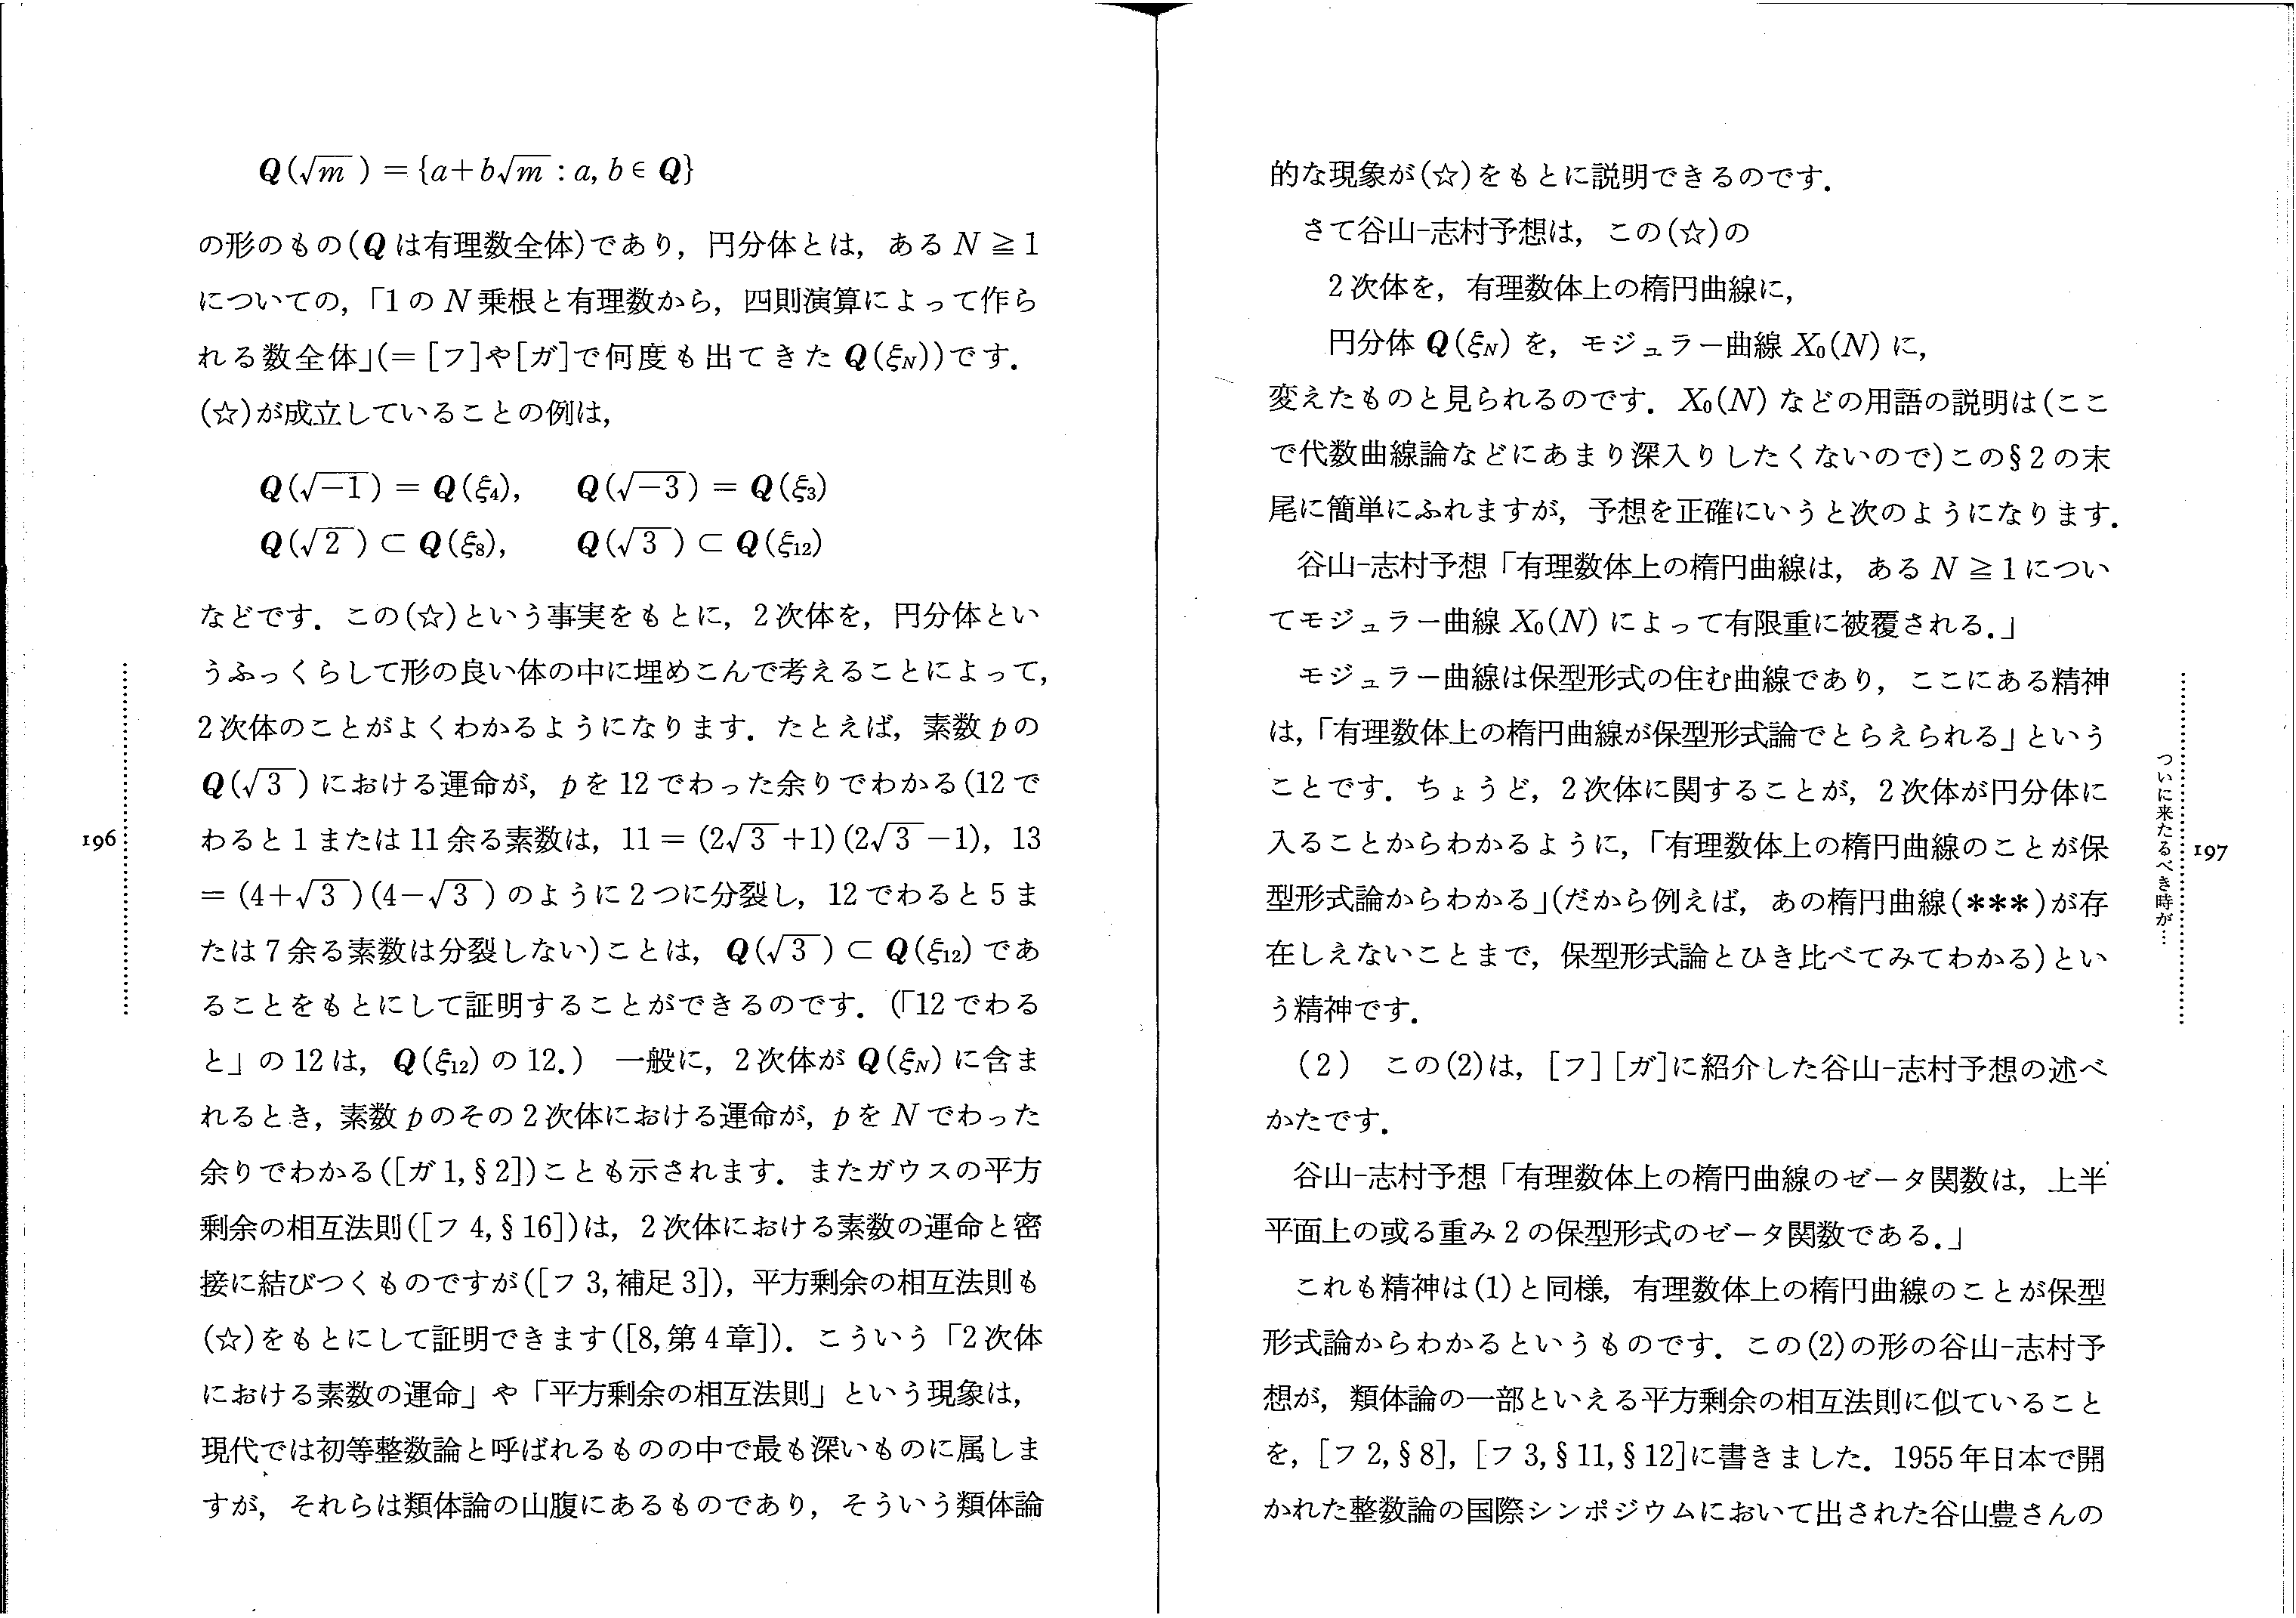 Q(√m) = {a+b√m : a, b ∈ Q}
の形のもの(Qは有理数全体)であり，円分体とは，あるN ≧ 1
についての，「1のN乗根と有理数から，四則演算によって作ら
れる数全体」(=［フ］や［ガ］で何度も出てきたQ(ξN))です．
(☆)が成立していることの例は，
Q(√−1) = Q(ξ4),　Q(√−3) = Q(ξ3)
Q(√2) ⊂ Q(ξ8),　Q(√3) ⊂ Q(ξ12)
などです．この(☆)という事実をもとに，2次体を，円分体とい
うふっくらして形の良い体の中に埋めこんで考えることによって，
2次体のことがよくわかるようになります．たとえば，素数pの
Q(√3)における運命が，pを12でわった余りでわかる(12で
わると1または11余る素数は，11 = (2√3+1)(2√3−1)，13
= (4+√3)(4−√3)のように2つに分裂し，12でわると5ま
たは7余る素数は分裂しない)ことは，Q(√3) ⊂ Q(ξ12)であ
ることをもとにして証明することができるのです．(「12でわる
と」の12は，Q(ξ12)の12．)　一般に，2次体がQ(ξN)に含ま
れるとき，素数pのその2次体における運命が，pをNでわった
余りでわかる([ガ1, §2])ことも示されます．またガウスの平方
剰余の相互法則([フ4, §16])は，2次体における素数の運命と密
接に結びつくものですが([フ3, 補足3])，平方剰余の相互法則も
(☆)をもとにして証明できます([8, 第4章])．こういう「2次体
における素数の運命」や「平方剰余の相互法則」という現象は，
現代では初等整数論と呼ばれるものの中で最も深いものに属しま
すが，それらは類体論の山腹にあるものであり，そういう類体論
196
的な現象が(☆)をもとに説明できるのです．
さて谷山-志村予想は，この(☆)の
2次体を，有理数体上の楕円曲線に，
円分体Q(ξN)を，モジュラー曲線X0(N)に，
変えたものと見られるのです．X0(N)などの用語の説明は(ここ
で代数曲線論などにあまり深入りしたくないので)この§2の末
尾に簡単にふれますが，予想を正確にいうと次のようになります．
谷山-志村予想「有理数体上の楕円曲線は，あるN ≧ 1につい
てモジュラー曲線X0(N)によって有限重に被覆される．」
モジュラー曲線は保型形式の住む曲線であり，ここにある精神
は，「有理数体上の楕円曲線が保型形式論でとらえられる」という
ことです．ちょうど，2次体に関することが，2次体が円分体に
入ることからわかるように，「有理数体上の楕円曲線のことが保
型形式論からわかる」(だから例えば，あの楕円曲線(***)が存
在しえないことまで，保型形式論とひき比べてみてわかる)とい
う精神です．
(2)　この(2)は，［フ］［ガ］に紹介した谷山-志村予想の述べ
かたです．
谷山-志村予想「有理数体上の楕円曲線のゼータ関数は，上半
平面上の或る重み2の保型形式のゼータ関数である．」
これも精神は(1)と同様，有理数体上の楕円曲線のことが保型
形式論からわかるというものです．この(2)の形の谷山-志村予
想が，類体論の一部といえる平方剰余の相互法則に似ていること
を，[フ2, §8]，[フ3, §11, §12]に書きました．1955年日本で開
かれた整数論の国際シンポジウムにおいて出された谷山豊さんの
ついに来たるべき時が…
197